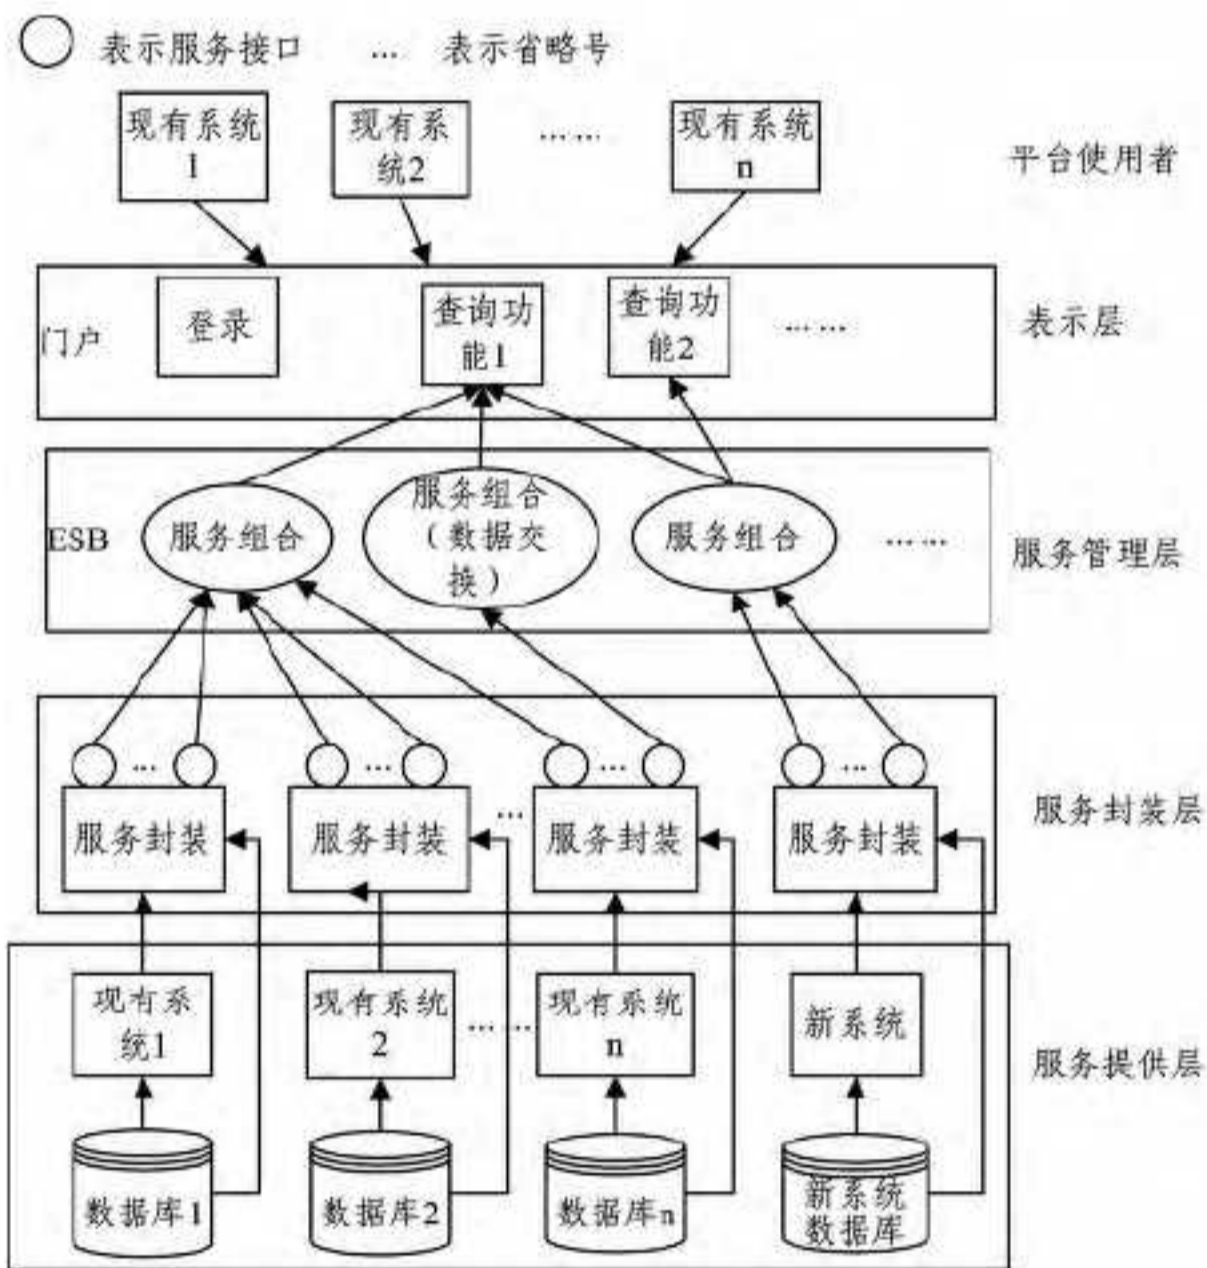 表示服务接口 … 表示省略号
现有系统
1
现有系
统2
……
现有系统
n
平台使用者
门户
登录
查询功
能1
查询功
能2
……
表示层
ESB
服务组合
服务组合
（数据交
换）
服务组合
……
服务管理层
…
…
…
…
服务封装
服务封装
…
服务封装
服务封装
服务封装层
现有系
统1
现有系统
2
……
现有系统
n
新系统
服务提供层
数据库1
数据库2
数据库n
新系统
数据库